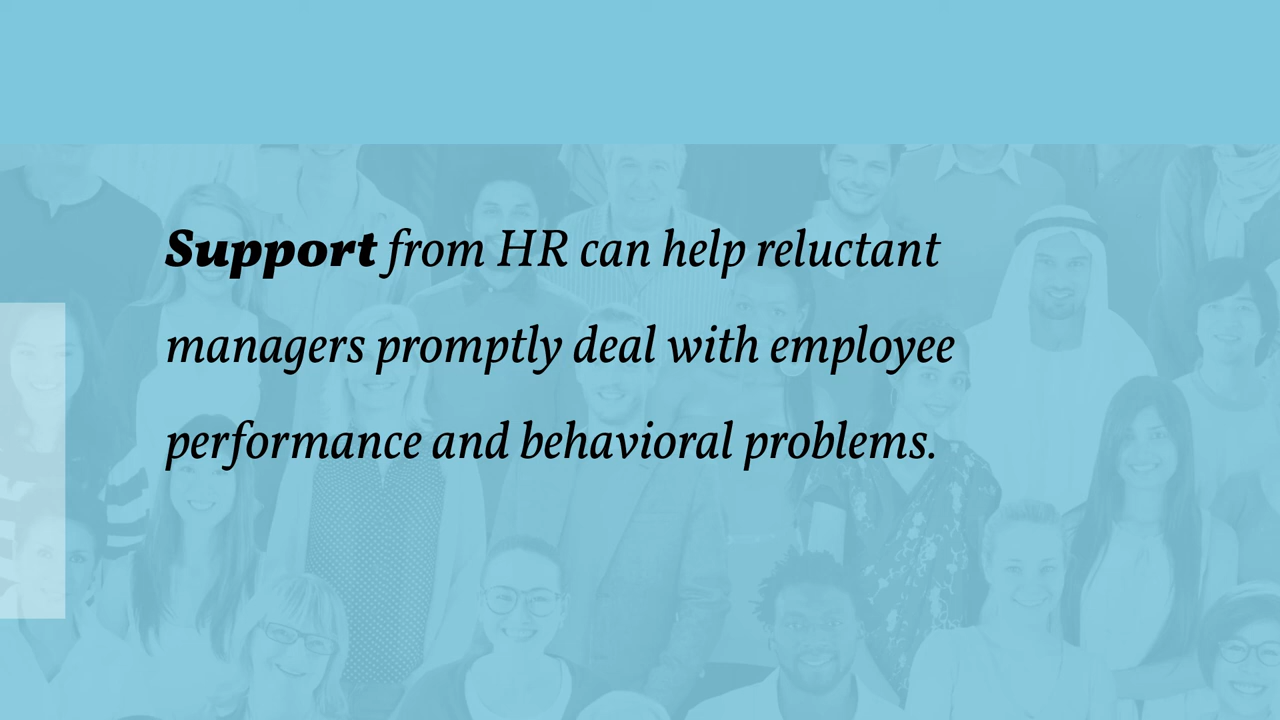 Support from HR can help reluctant
managers promptly deal with employee
performance and behavioral problems.